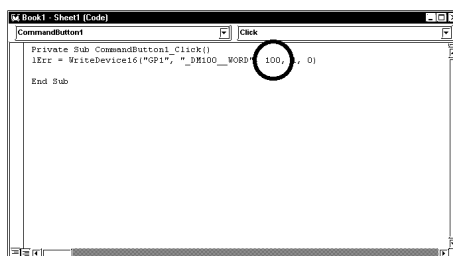 Book1 - Sheet1 (Code)
CommandButton1 Click
Private Sub CommandButton1_Click()
lErr = WriteDevice16("GP1", "_DM100__WORD", 100, 1, 0)
End Sub